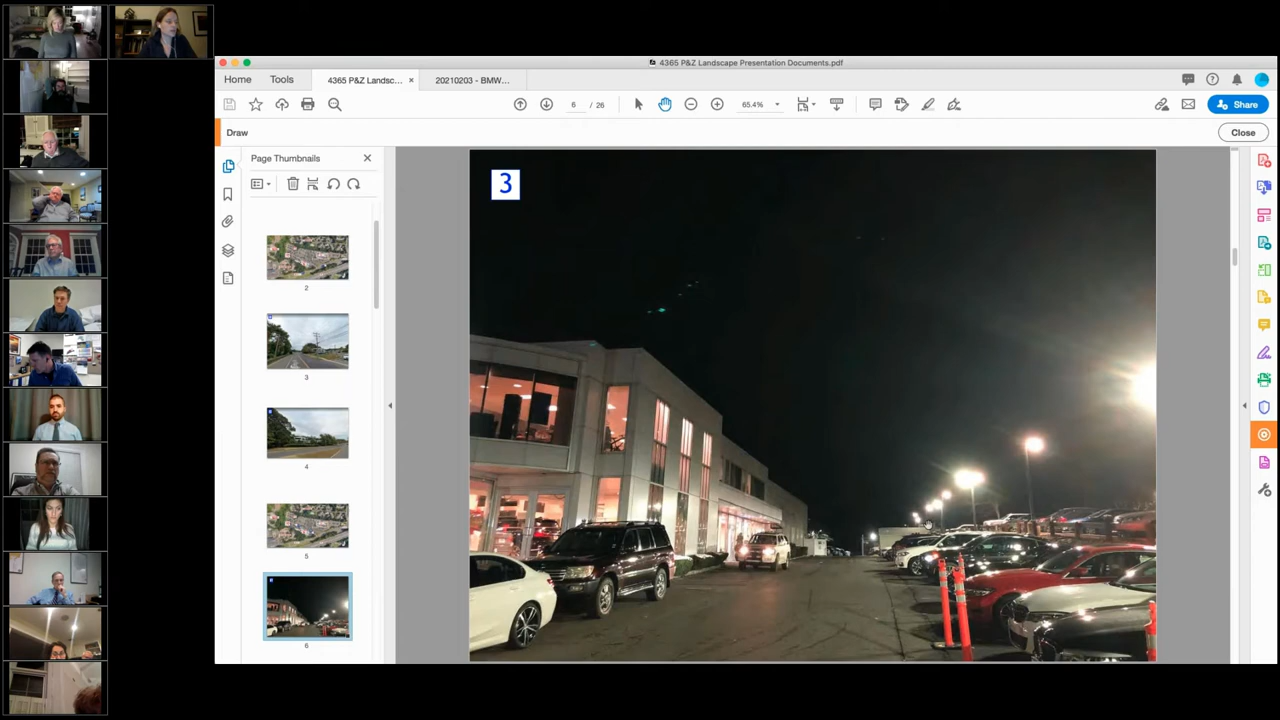 4365 P&Z Landscape Presentation Documents.pdf
Home
Tools
4365 P&Z Landsc...
20210203 - BMW...
6 / 26
65.4%
Share
Draw
Close
Page Thumbnails
3
2
3
4
5
6